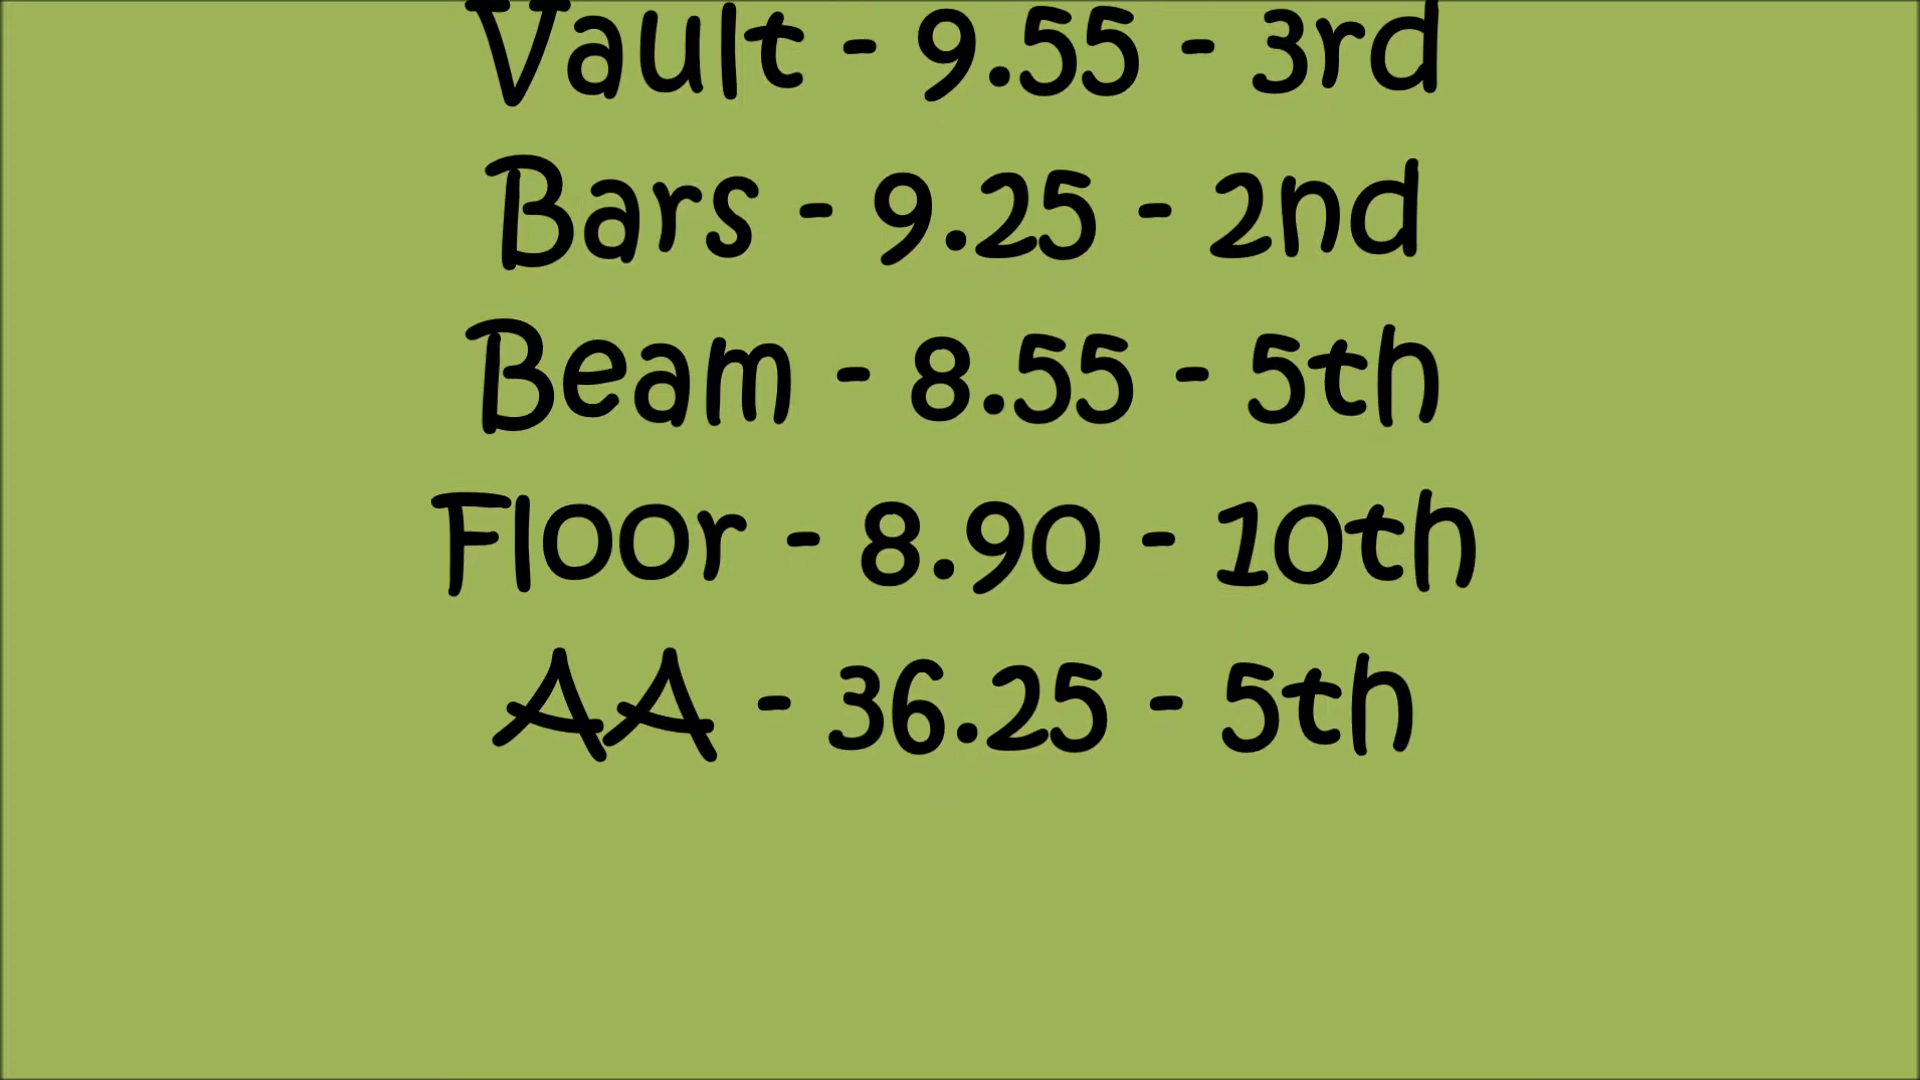 Vault - 9.55 - 3rd
Bars - 9.25 - 2nd
Beam - 8.55 - 5th
Floor - 8.90 - 10th
AA - 36.25 - 5th